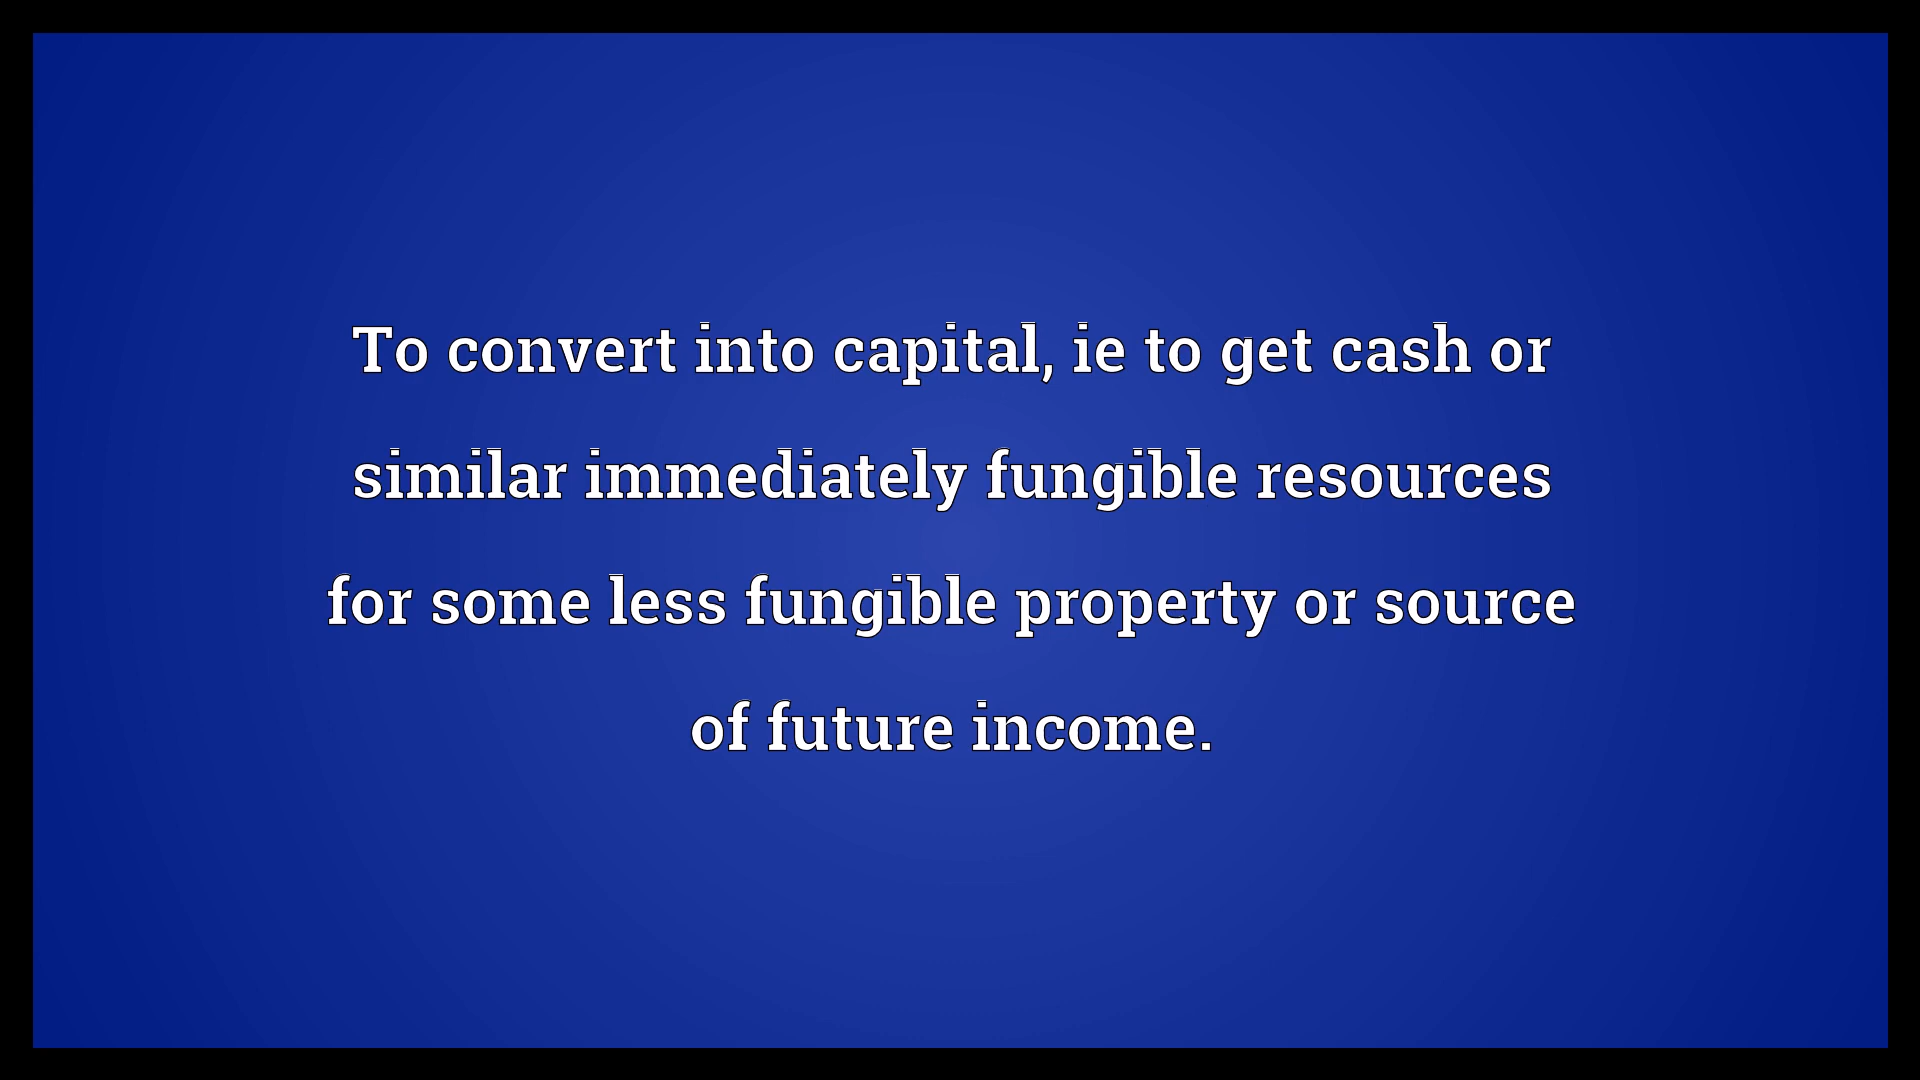 To convert into capital, ie to get cash or
similar immediately fungible resources
for some less fungible property or source
of future income.